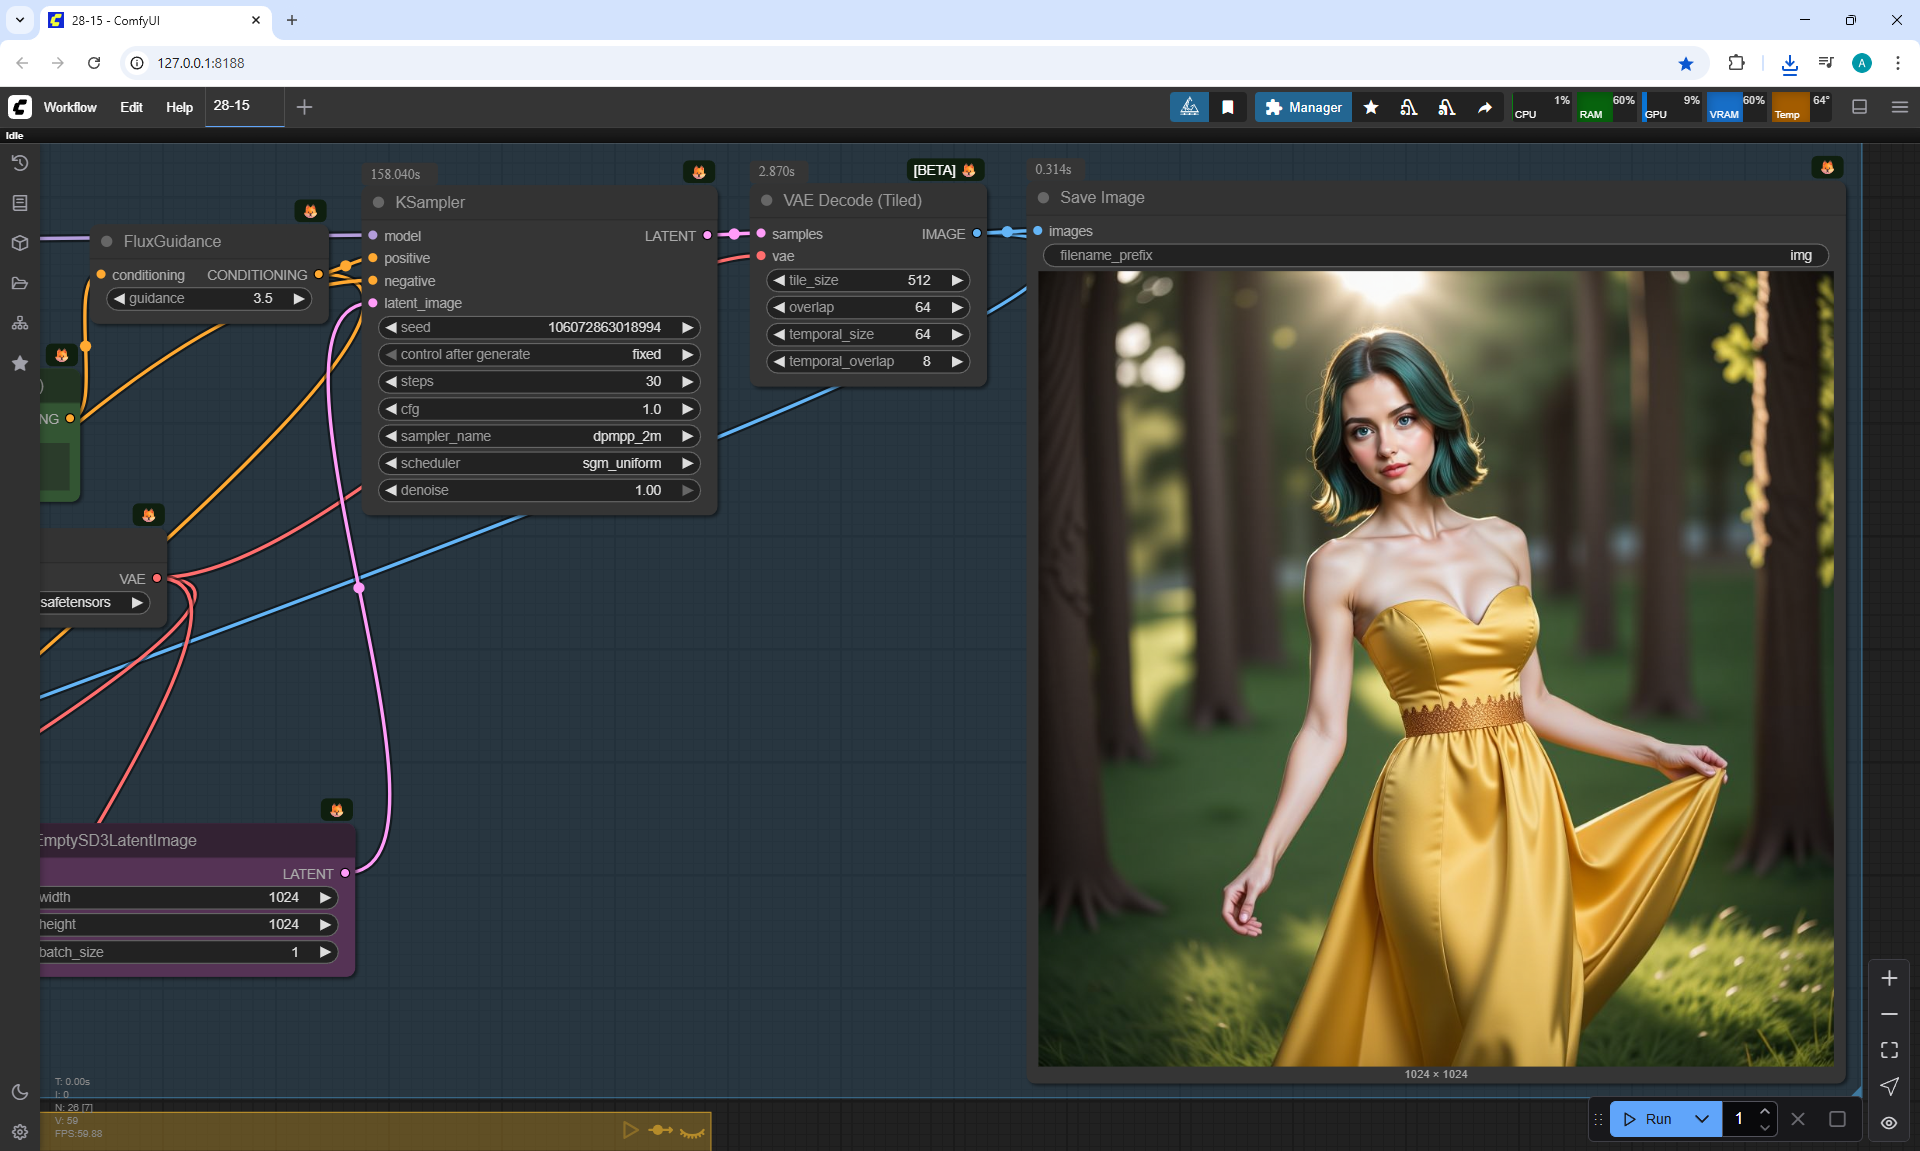 28-15 - ComfyUI
127.0.0.1:8188
A
Workflow
Edit
Help
28-15
Manager
CPU 1%
RAM 60%
GPU 9%
VRAM 60%
Temp 64°
Idle
158.040s
KSampler
model
LATENT
positive
negative
latent_image
seed 106072863018994
control after generate fixed
steps 30
cfg 1.0
sampler_name dpmpp_2m
scheduler sgm_uniform
denoise 1.00
2.870s
[BETA]
VAE Decode (Tiled)
samples
IMAGE
vae
tile_size 512
overlap 64
temporal_size 64
temporal_overlap 8
0.314s
Save Image
images
filename_prefix img
1024 × 1024
FluxGuidance
conditioning CONDITIONING
guidance 3.5
)
NG
VAE
safetensors
EmptySD3LatentImage
LATENT
width 1024
height 1024
batch_size 1
T: 0.00s
I: 0
N: 26 [7]
V: 59
FPS:59.88
Run
1